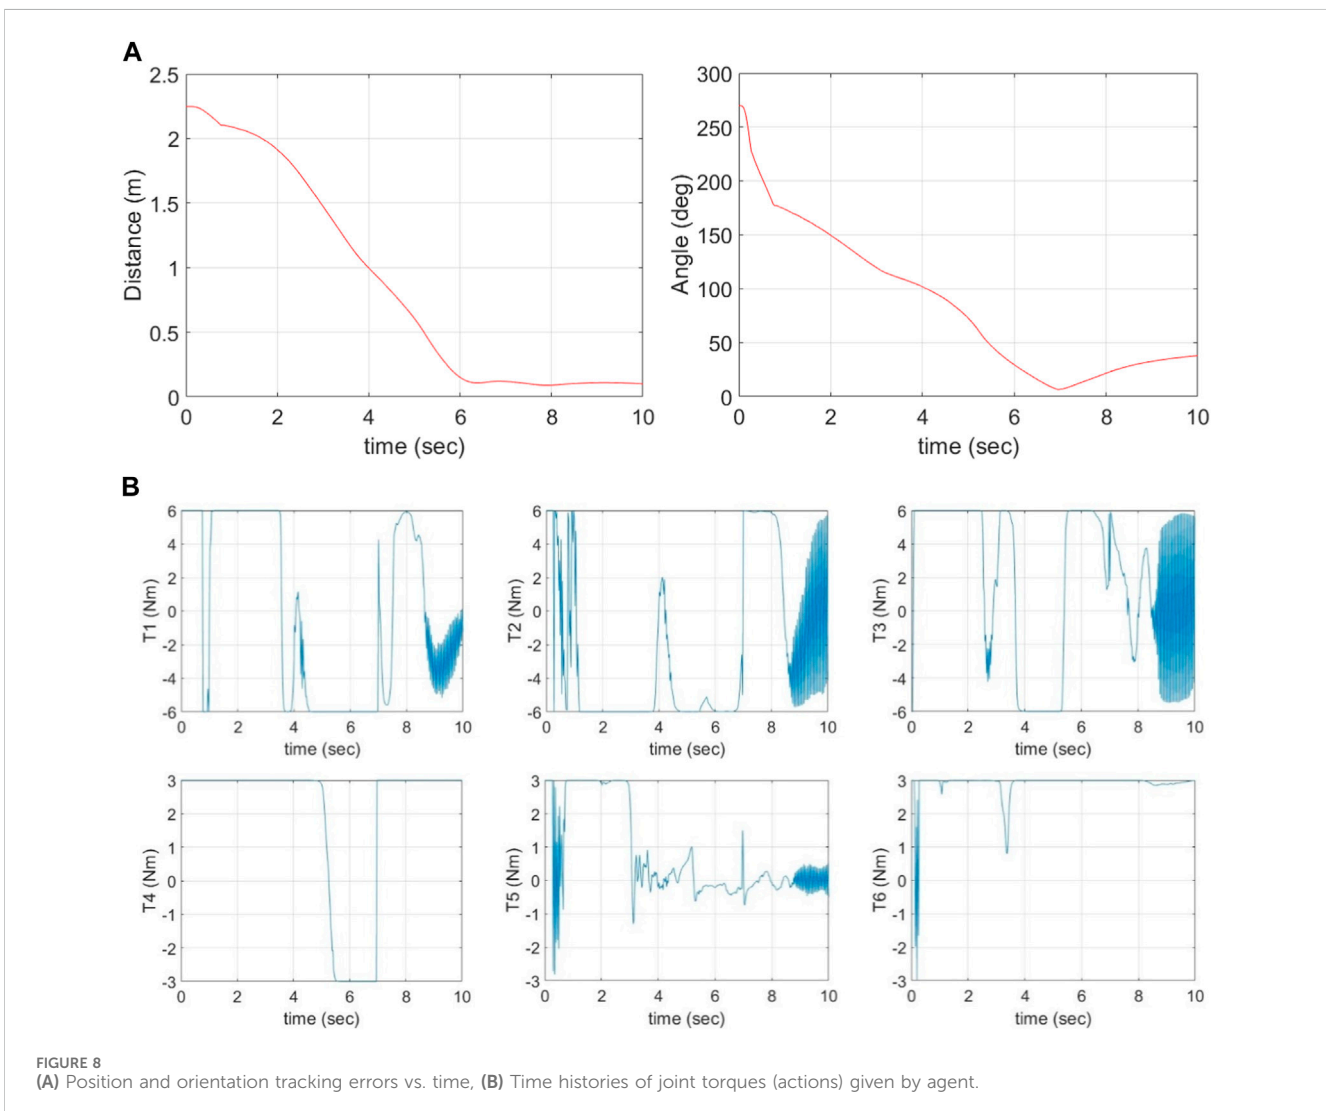 A
2.5
2
1.5
1
0.5
0
Distance (m)
0 2 4 6 8 10
time (sec)
300
250
200
150
100
50
0
Angle (deg)
0 2 4 6 8 10
time (sec)
B
6
4
2
0
-2
-4
-6
T1 (Nm)
0 2 4 6 8 10
time (sec)
6
4
2
0
-2
-4
-6
T2 (Nm)
0 2 4 6 8 10
time (sec)
6
4
2
0
-2
-4
-6
T3 (Nm)
0 2 4 6 8 10
time (sec)
3
2
1
0
-1
-2
-3
T4 (Nm)
0 2 4 6 8 10
time (sec)
3
2
1
0
-1
-2
-3
T5 (Nm)
0 2 4 6 8 10
time (sec)
3
2
1
0
-1
-2
-3
T6 (Nm)
0 2 4 6 8 10
time (sec)
FIGURE 8
(A) Position and orientation tracking errors vs. time, (B) Time histories of joint torques (actions) given by agent.